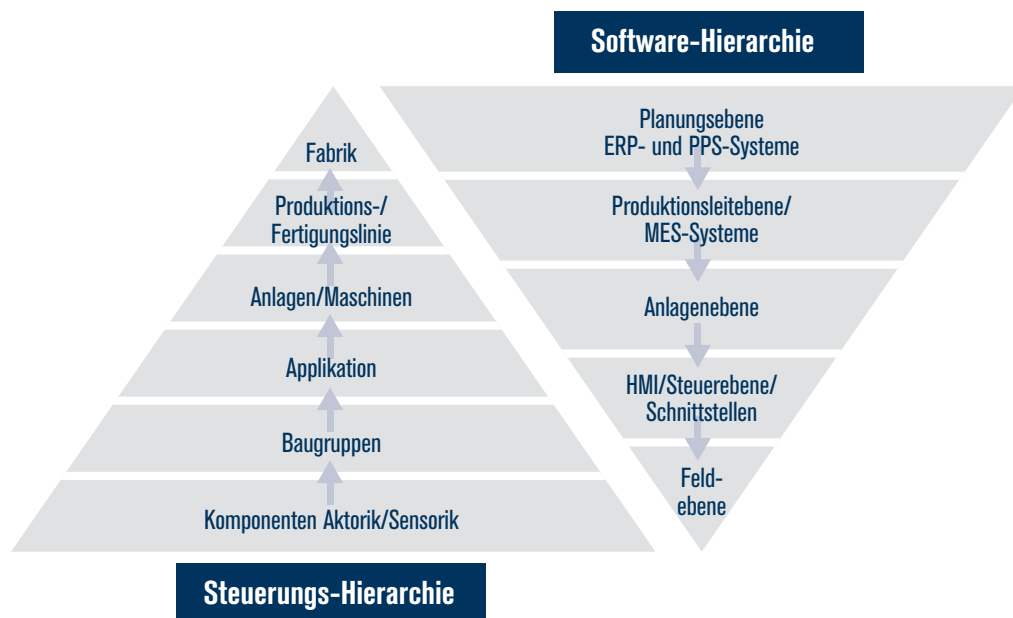 Software-Hierarchie
Planungsebene
ERP- und PPS-Systeme
Produktionsleitebene/
MES-Systeme
Anlagenebene
HMI/Steuerebene/
Schnittstellen
Feld-
ebene
Fabrik
Produktions-/
Fertigungslinie
Anlagen/Maschinen
Applikation
Baugruppen
Komponenten Aktorik/Sensorik
Steuerungs-Hierarchie